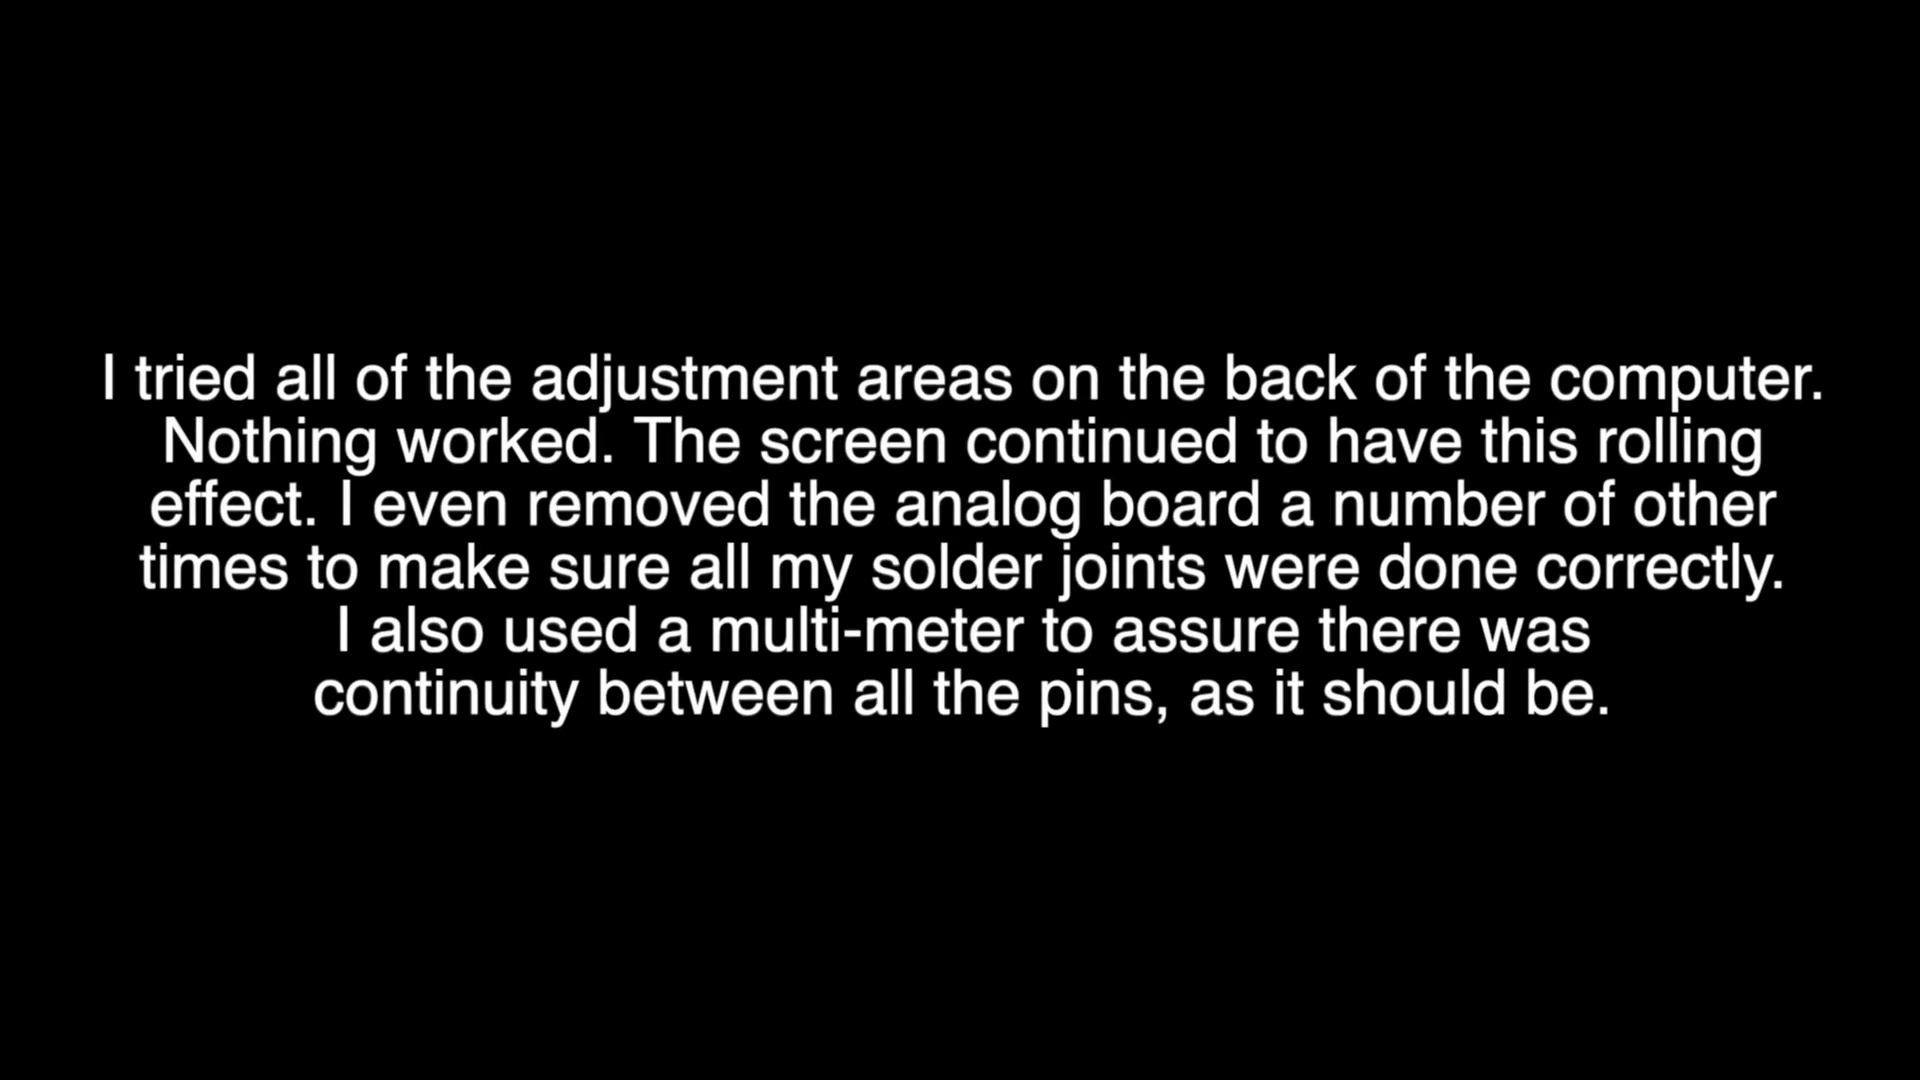 I tried all of the adjustment areas on the back of the computer.
Nothing worked. The screen continued to have this rolling
effect. I even removed the analog board a number of other
times to make sure all my solder joints were done correctly.
I also used a multi-meter to assure there was
continuity between all the pins, as it should be.